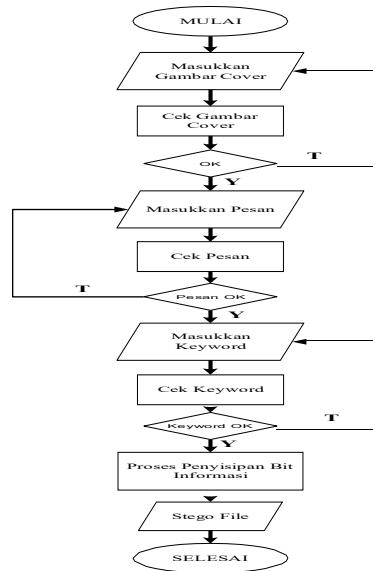 MULAI
Masukkan
Gambar Cover
Cek Gambar
Cover
OK
T
Y
Masukkan Pesan
Cek Pesan
T
Pesan OK
Y
Masukkan
Keyword
Cek Keyword
Keyword OK
T
Y
Proses Penyisipan Bit
Informasi
Stego File
SELESAI